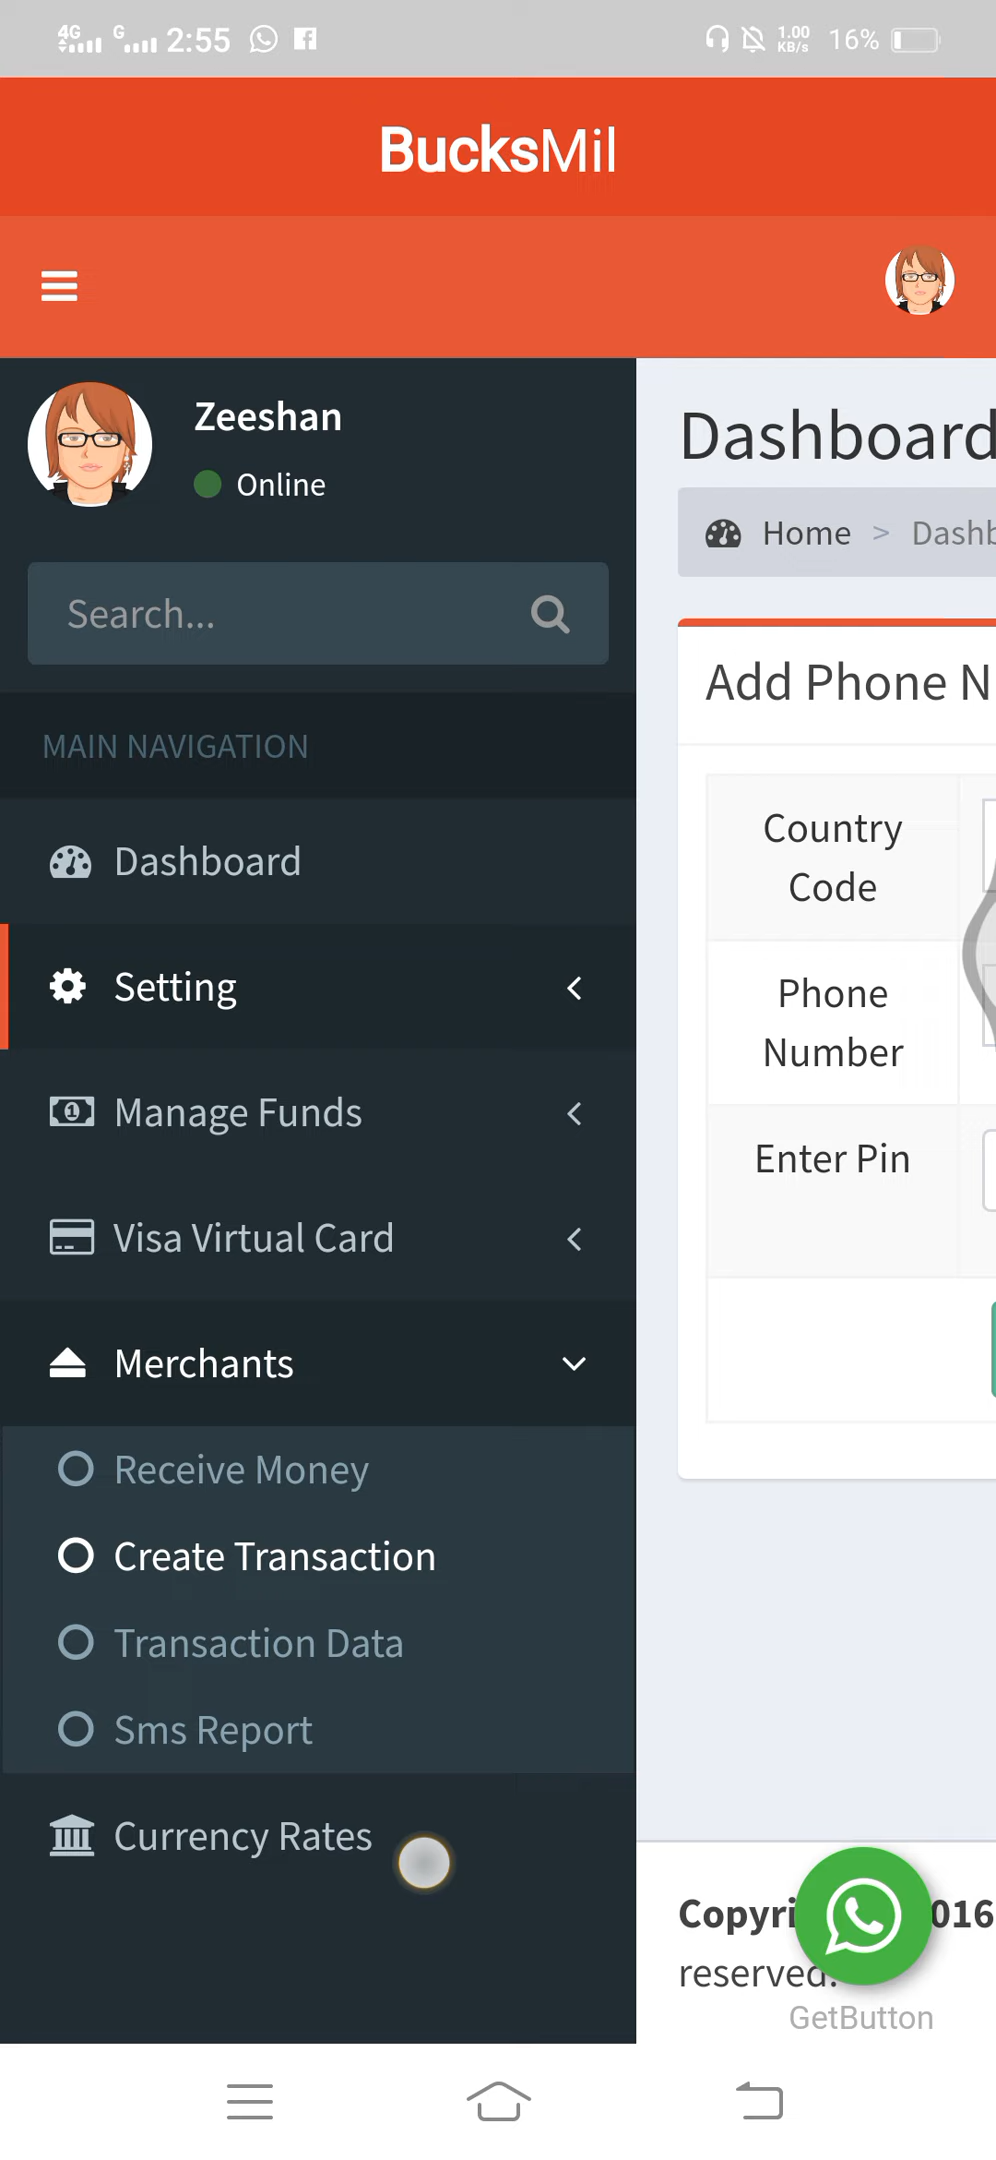 4G G 2:55 1.00 KB/s 16%
BucksMil
Zeeshan
Online
Search...
MAIN NAVIGATION
Dashboard
Setting
Manage Funds
Visa Virtual Card
Merchants
Receive Money
Create Transaction
Transaction Data
Sms Report
Currency Rates
Dashboard
Home > Dashb
Add Phone N
Country
Code
Phone
Number
Enter Pin
Copyri 016
reserved.
GetButton